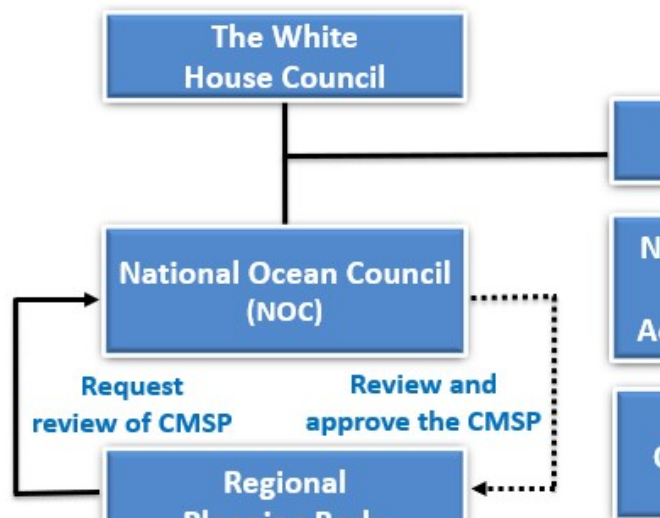 The White
House Council
National Ocean Council
(NOC)
Request
review of CMSP
Review and
approve the CMSP
Regional